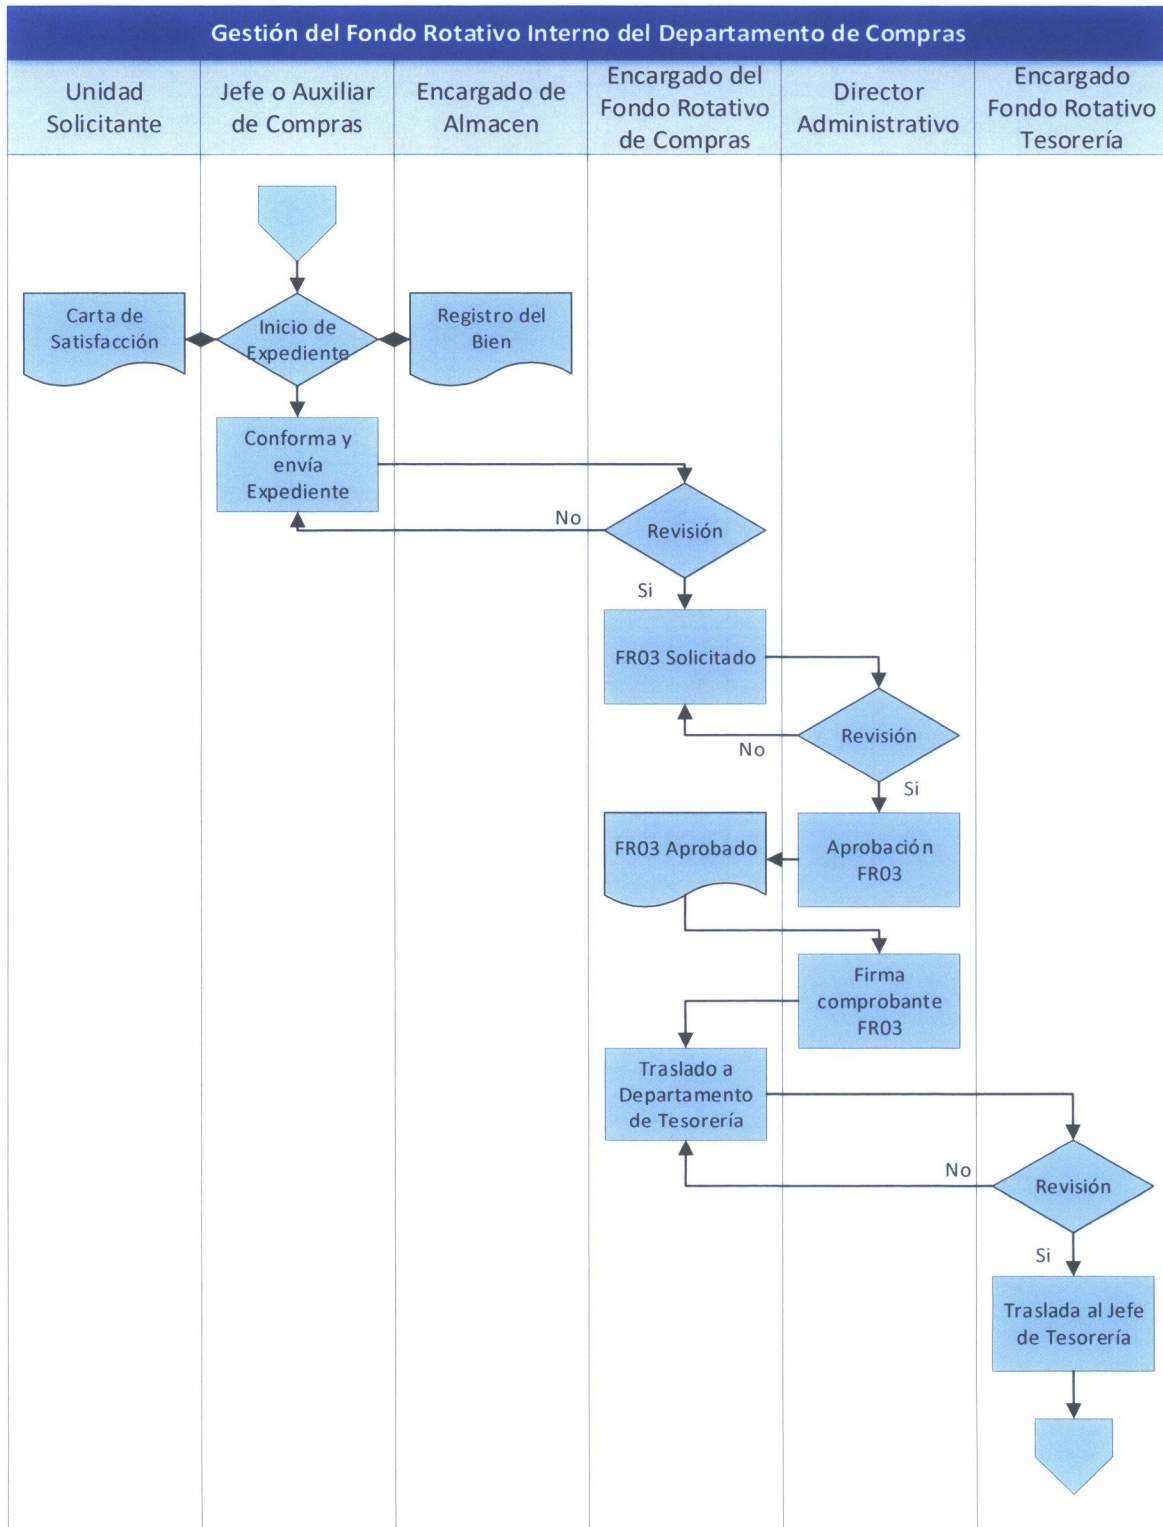 Gestión del Fondo Rotativo Interno del Departamento de Compras
Unidad
Solicitante
Jefe o Auxiliar
de Compras
Encargado de
Almacen
Encargado del
Fondo Rotativo
de Compras
Director
Administrativo
Encargado
Fondo Rotativo
Tesorería
Carta de
Satisfacción
Inicio de
Expediente
Registro del
Bien
Conforma y
envía
Expediente
No
Revisión
Si
FR03 Solicitado
No
Revisión
Si
FR03 Aprobado
Aprobación
FR03
Firma
comprobante
FR03
Traslado a
Departamento
de Tesorería
No
Revisión
Si
Traslada al Jefe
de Tesorería